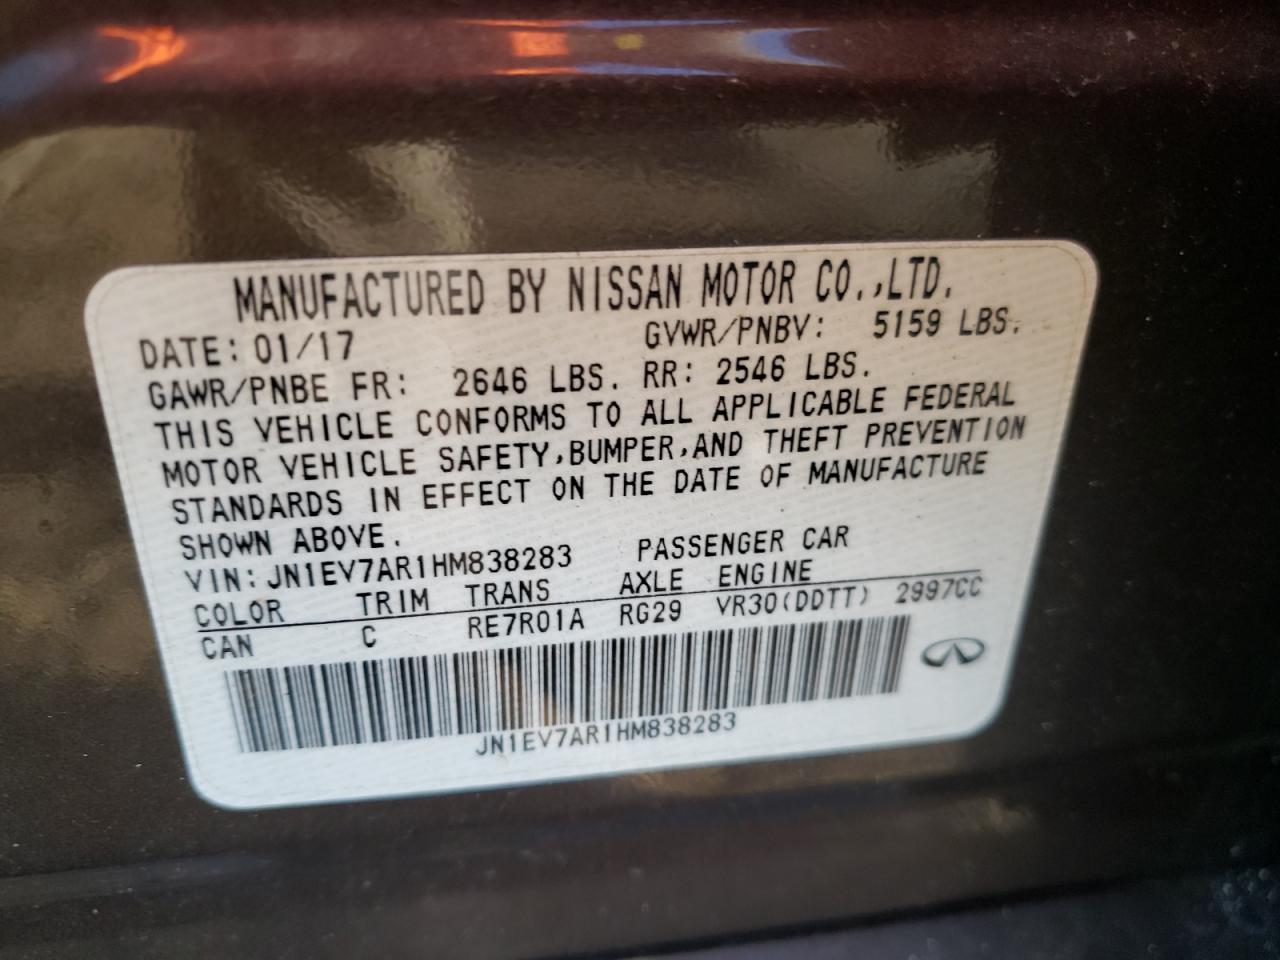 MANUFACTURED BY NISSAN MOTOR CO.,LTD.
DATE: 01/17 GVWR/PNBV: 5159 LBS.
GAWR/PNBE FR: 2646 LBS. RR: 2546 LBS.
THIS VEHICLE CONFORMS TO ALL APPLICABLE FEDERAL
MOTOR VEHICLE SAFETY,BUMPER,AND THEFT PREVENTION
STANDARDS IN EFFECT ON THE DATE OF MANUFACTURE
SHOWN ABOVE.
VIN: JN1EV7AR1HM838283 PASSENGER CAR
COLOR TRIM TRANS AXLE ENGINE
CAN C RE7R01A RG29 VR30(DDTT) 2997CC
JN1EV7AR1HM838283